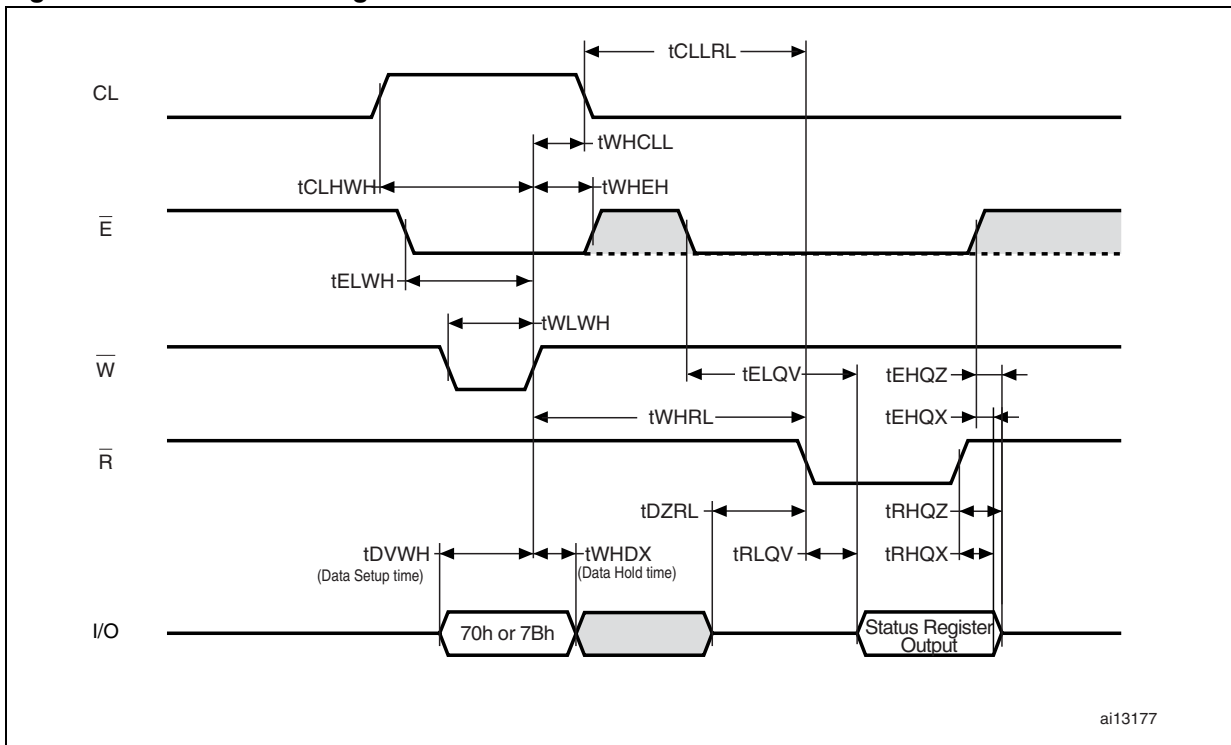 tCLLRL
CL
tWHCLL
tCLHWH
tWHEH
E
tELWH
tWLWH
W
tELQV
tEHQZ
tWHRL
tEHQX
R
tDZRL
tRHQZ
tDVWH
(Data Setup time)
tWHDX
(Data Hold time)
tRLQV
tRHQX
I/O
70h or 7Bh
Status Register
Output
ai13177